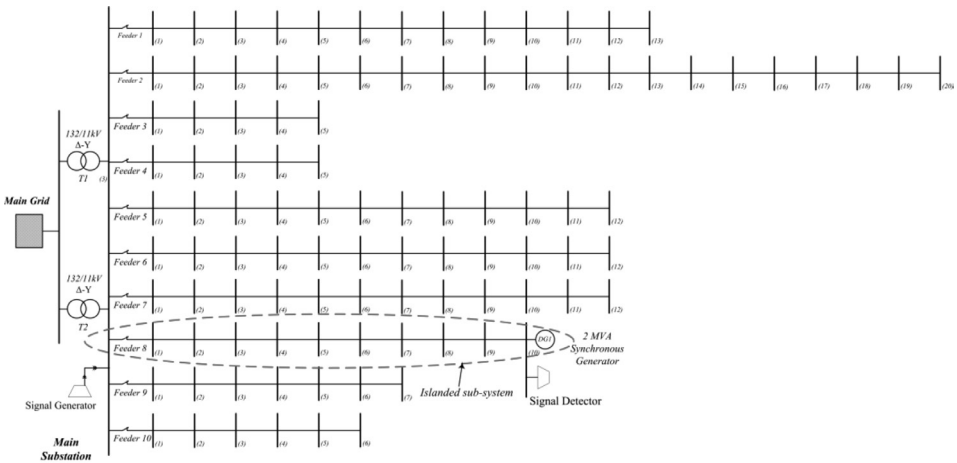 Feeder 1 (1) (2) (3) (4) (5) (6) (7) (8) (9) (10) (11) (12) (13)
Feeder 2 (1) (2) (3) (4) (5) (6) (7) (8) (9) (10) (11) (12) (13) (14) (15) (16) (17) (18) (19) (20)
Feeder 3 (1) (2) (3) (4) (5)
132/11kV
Δ-Y
T1
(3)
Feeder 4 (1) (2) (3) (4) (5)
Main Grid
Feeder 5 (1) (2) (3) (4) (5) (6) (7) (8) (9) (10) (11) (12)
Feeder 6 (1) (2) (3) (4) (5) (6) (7) (8) (9) (10) (11) (12)
132/11kV
Δ-Y
T2
Feeder 7 (1) (2) (3) (4) (5) (6) (7) (8) (9) (10) (11) (12)
Feeder 8 (1) (2) (3) (4) (5) (6) (7) (8) (9) (10)
DG1
2 MVA
Synchronous
Generator
Signal Generator
Feeder 9 (1) (2) (3) (4) (5) (6) (7)
Islanded sub-system
Signal Detector
Feeder 10 (1) (2) (3) (4) (5) (6)
Main
Substation